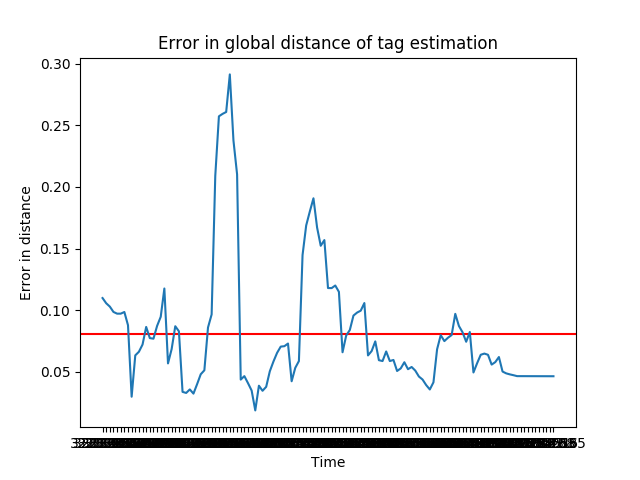 Error in global distance of tag estimation
0.30
0.25
0.20
0.15
0.10
0.05
Error in distance
Time